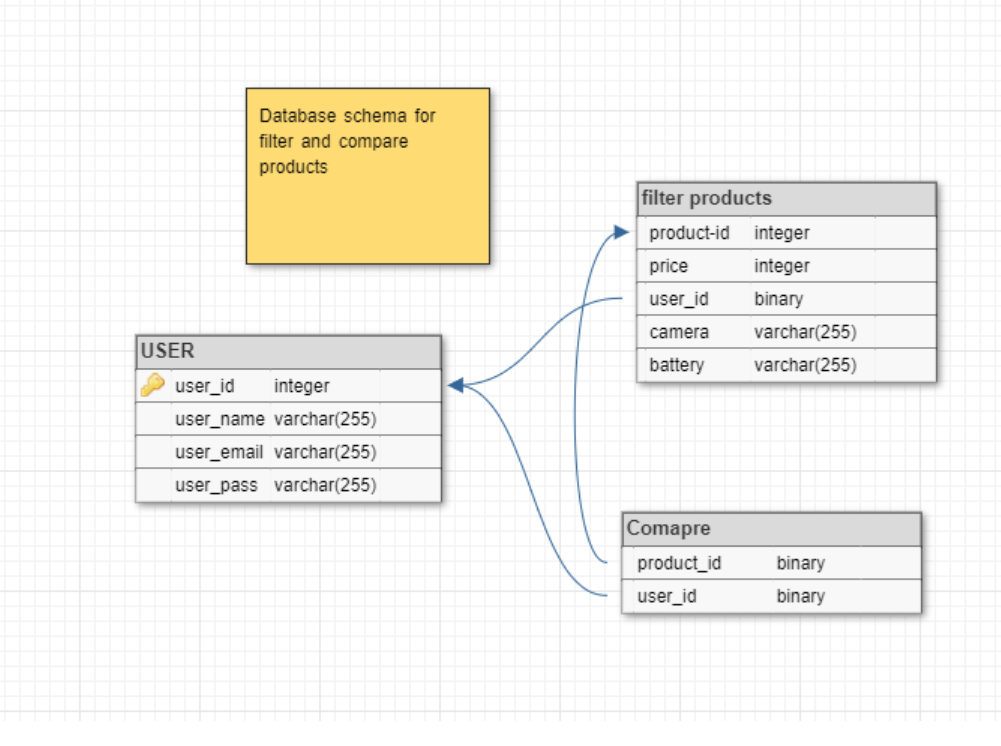 Database schema for
filter and compare
products
filter products
product-id integer
price integer
user_id binary
camera varchar(255)
battery varchar(255)
USER
user_id integer
user_name varchar(255)
user_email varchar(255)
user_pass varchar(255)
Comapre
product_id binary
user_id binary